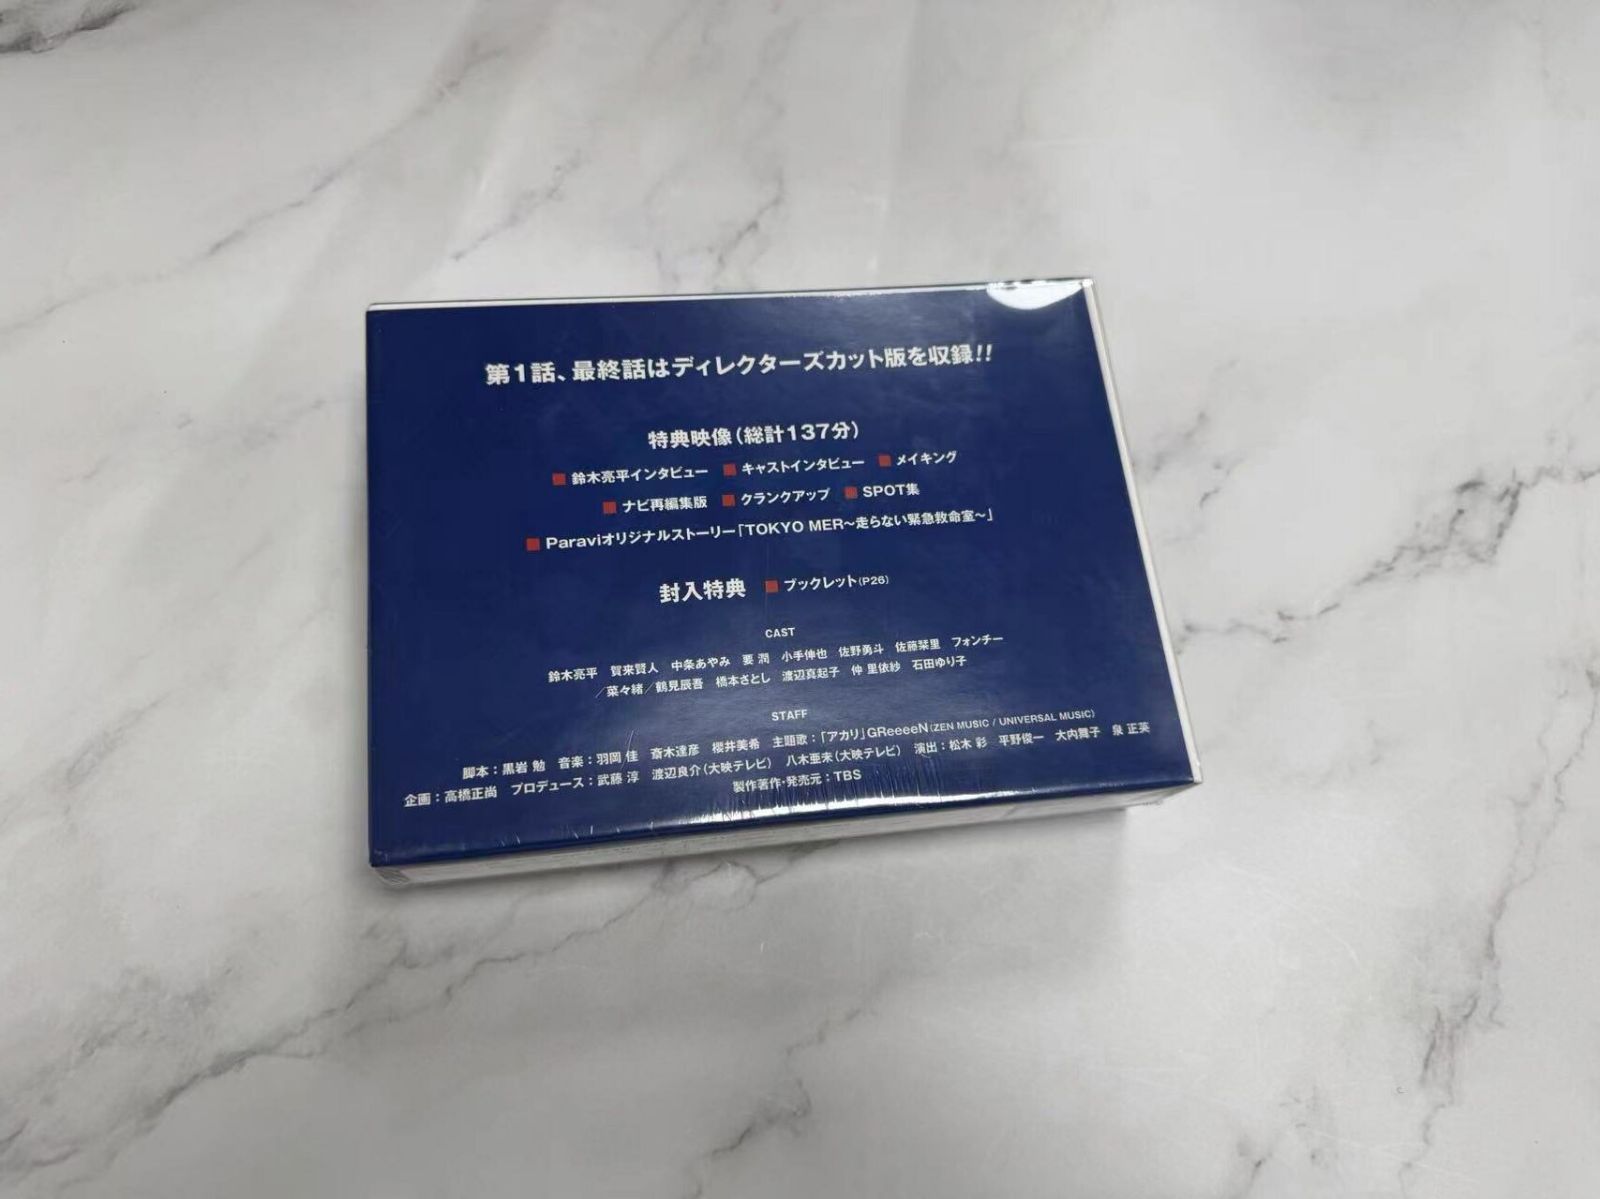 第1話、最終話はディレクターズカット版を収録!!
特典映像(総計137分)
■ 鈴木亮平インタビュー ■ キャストインタビュー ■ メイキング
■ ナビ再編集版 ■ クランクアップ ■ SPOT集
■ Paraviオリジナルストーリー「TOKYO MER～走らない緊急救命室～」
封入特典 ■ ブックレット(P26)
CAST
鈴木亮平 賀来賢人 中条あやみ 要 潤 小手伸也 佐野勇斗 佐藤栞里 フォンチー
／菜々緒／鶴見辰吾 橋本さとし 渡辺真起子 仲 里依紗 石田ゆり子
STAFF
脚本：黒岩 勉 音楽：羽岡 佳 斎木達彦 櫻井美希 主題歌：「アカリ」GReeeeN(ZEN MUSIC / UNIVERSAL MUSIC)
企画：高橋正尚 プロデュース：武藤 淳 渡辺良介(大映テレビ) 八木亜未(大映テレビ) 演出：松木 彩 平野俊一 大内舞子 泉 正英
製作著作・発売元：TBS